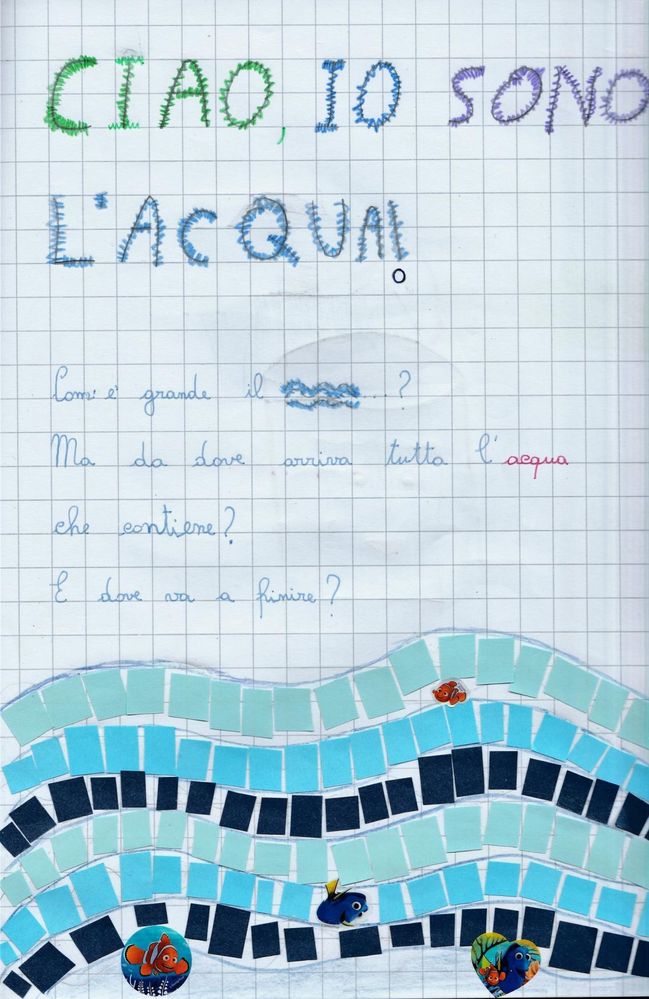 CIAO, IO SONO
L'ACQUA!
Com'è grande il ...?
Ma da dove arriva tutta l'acqua
che contiene?
E dove va a finire?